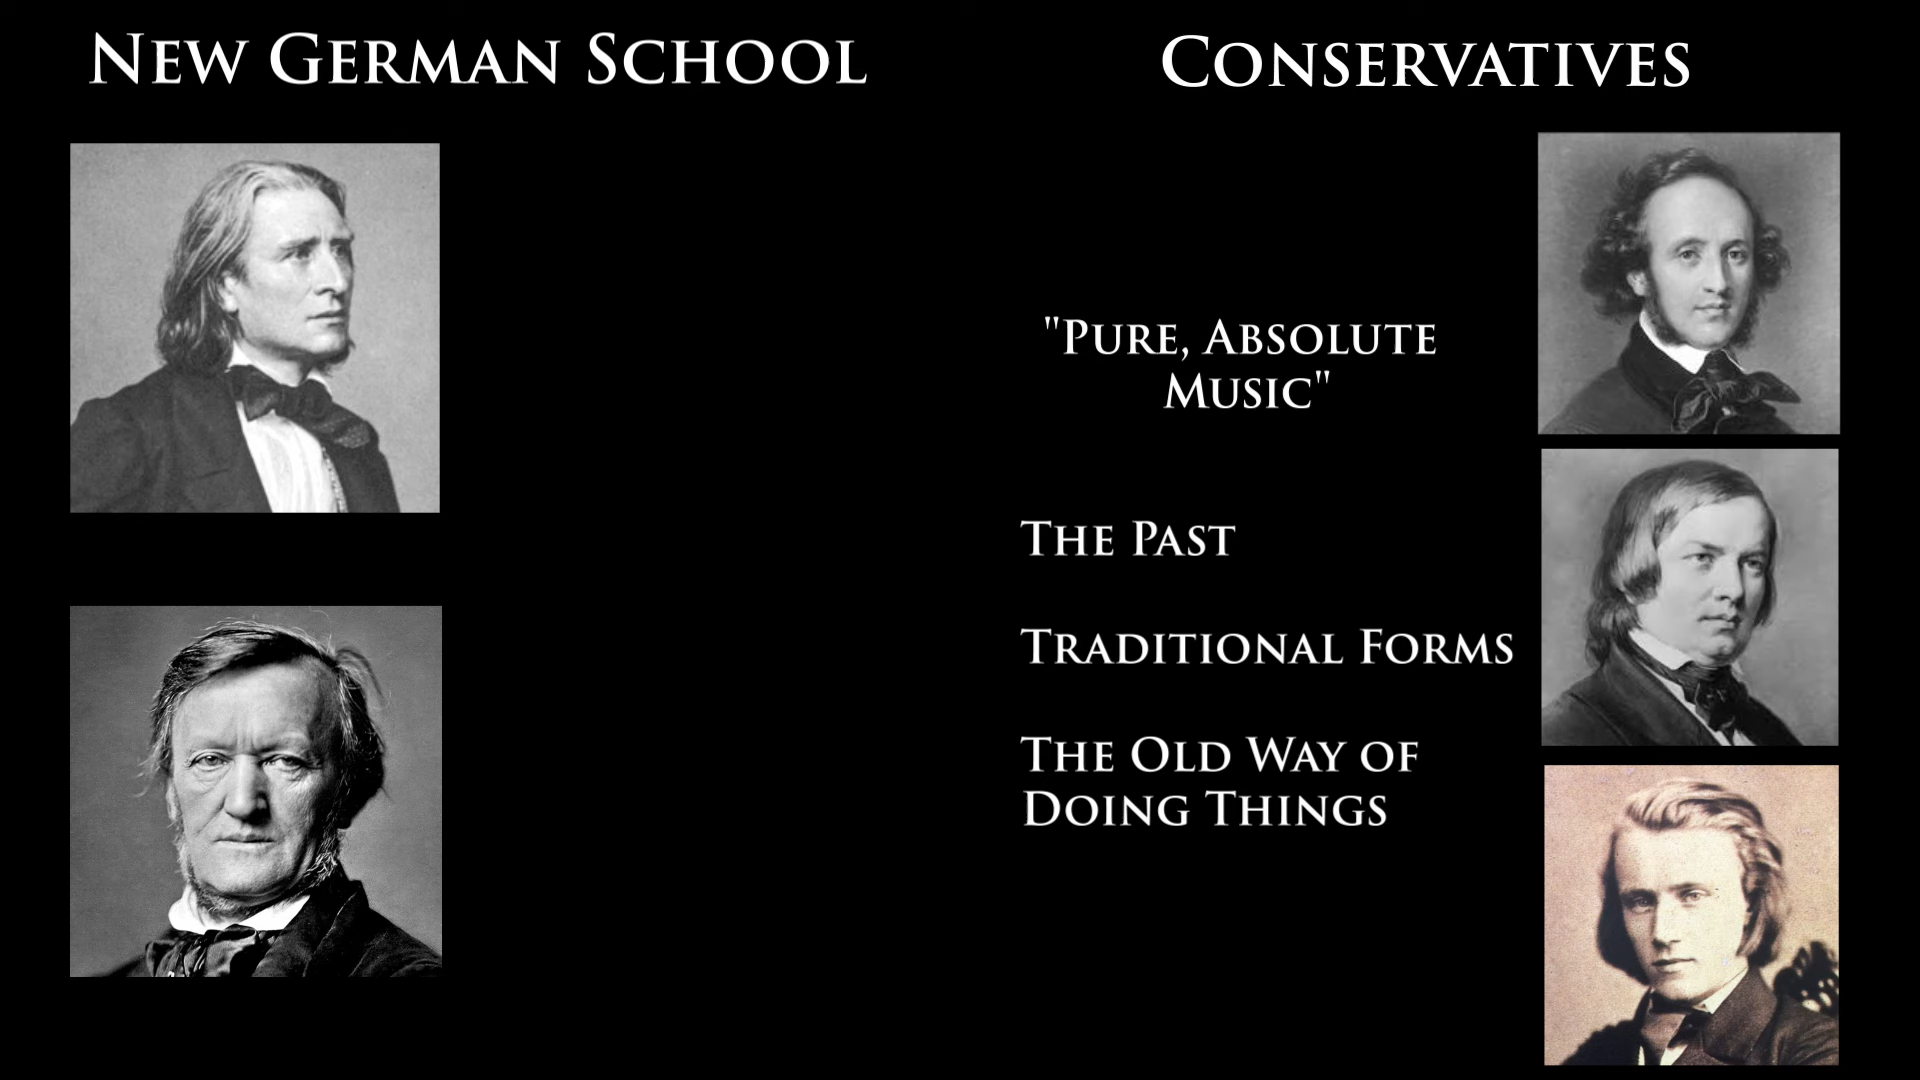 New German School
Conservatives
"Pure, Absolute
Music"
The Past
Traditional Forms
The Old Way of
Doing Things